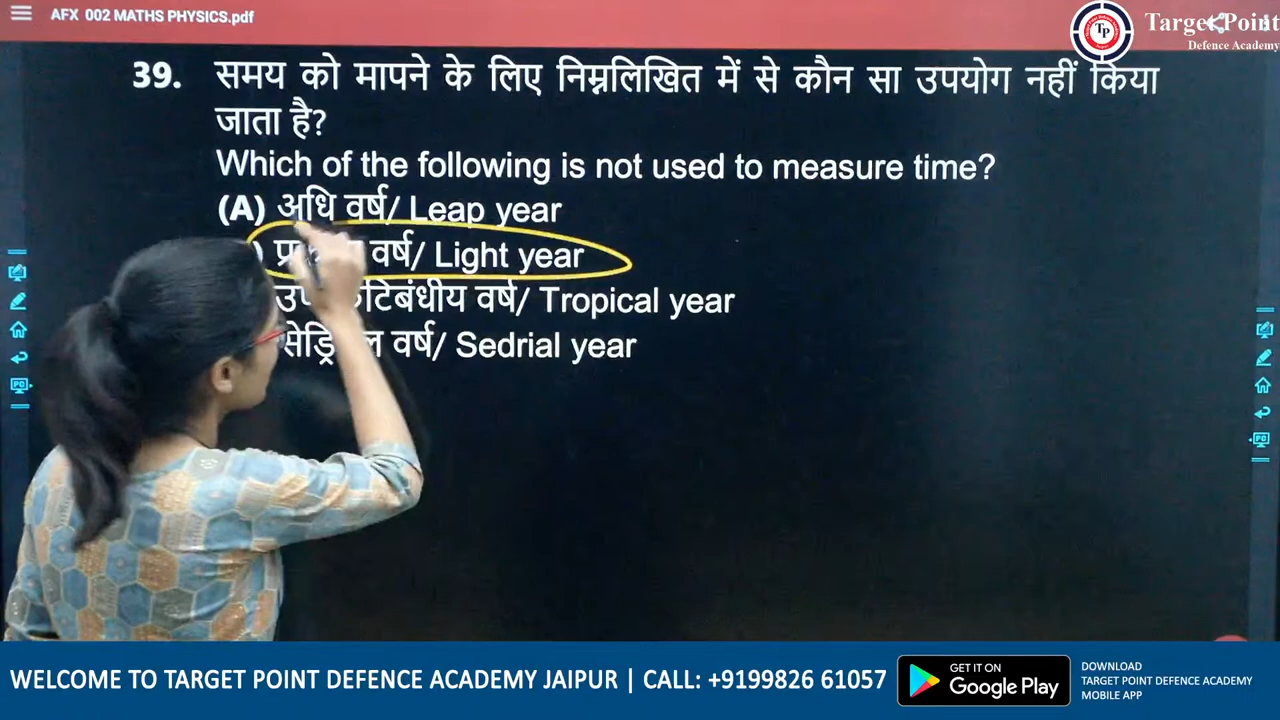 AFX 002 MATHS PHYSICS.pdf
Target Point
Defence Academy
TP
39. समय को मापने के लिए निम्नलिखित में से कौन सा उपयोग नहीं किया
जाता है?
Which of the following is not used to measure time?
(A) अधि वर्ष/ Leap year
वर्ष/ Light year
वर्ष/ Tropical year
वर्ष/ Sedrial year
WELCOME TO TARGET POINT DEFENCE ACADEMY JAIPUR | CALL: +9199826 61057
GET IT ON
Google Play
DOWNLOAD
TARGET POINT DEFENCE ACADEMY
MOBILE APP